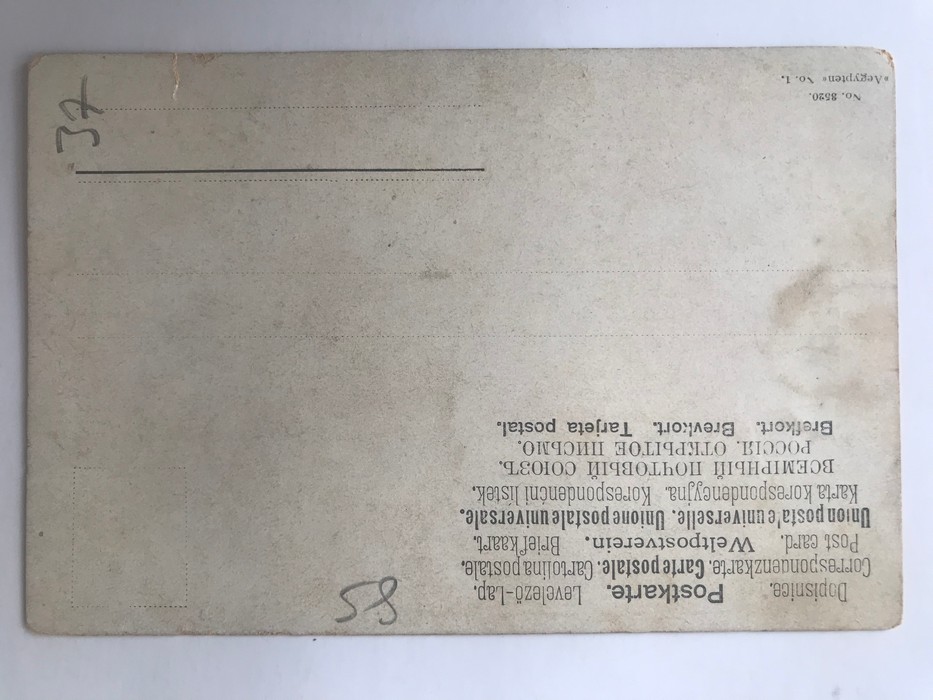 Dopisnice. Postkarte. Levelező-Lap.
Correspondenzkarte. Carte postale. Cartolina postale.
Post card. Weltpostverein. Briefkaart.
Union posta'e universelle. Unione postale universale.
Karta korespondencyjna. Korespondenčni listek.
ВСЕМІРНЫЙ ПОЧТОВЫЙ СОЮЗЪ.
РОССІЯ. ОТКРЫТОЕ ПИСЬМО.
Brefkort. Brevkort. Tarjeta postal.
No. 8520.
»Aegypten« No. 1.
58
37